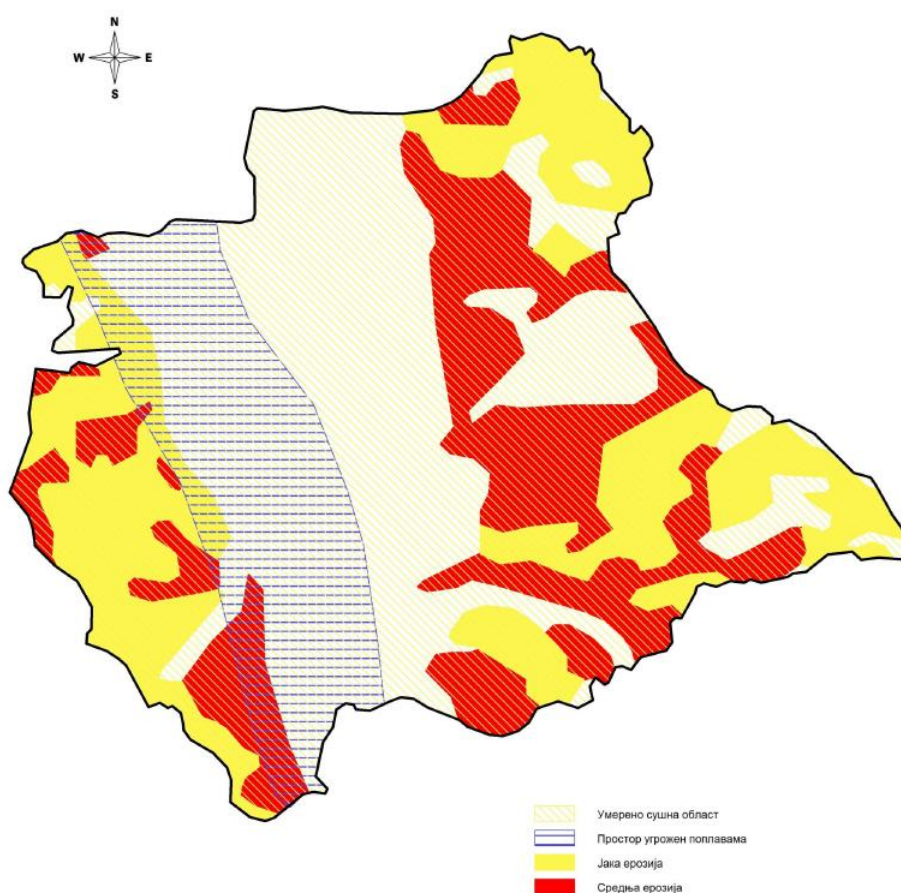 N
W E
S
Умерено сушна област
Простор угрожен поплавама
Јака ерозија
Средња ерозија